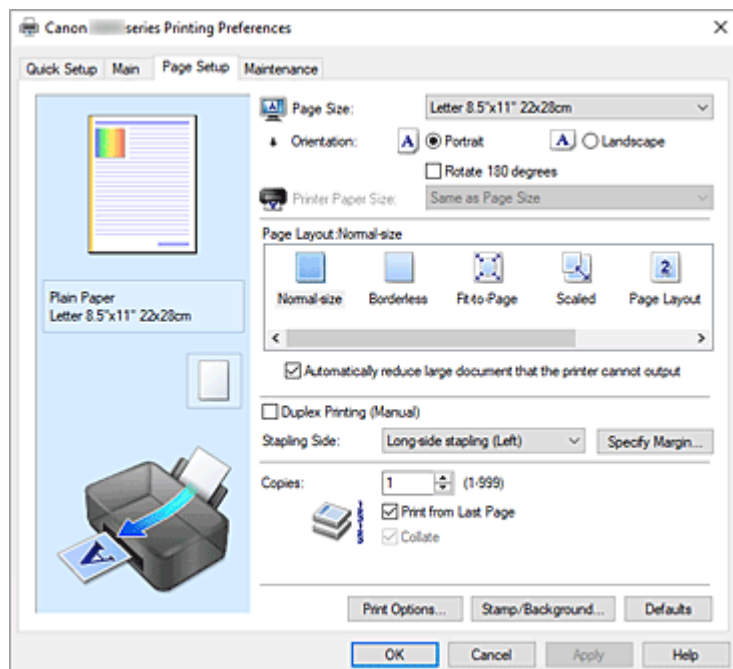 Canon series Printing Preferences
Quick Setup Main Page Setup Maintenance
Page Size: Letter 8.5"x11" 22x28cm
Orientation: A Portrait A Landscape
Rotate 180 degrees
Printer Paper Size: Same as Page Size
Page Layout:Normal-size
Normal-size Borderless Fit-to-Page Scaled 2 Page Layout
Plain Paper
Letter 8.5"x11" 22x28cm
Automatically reduce large document that the printer cannot output
Duplex Printing (Manual)
Stapling Side: Long-side stapling (Left) Specify Margin...
Copies: 1 (1-999)
Print from Last Page
Collate
A
Print Options... Stamp/Background... Defaults
OK Cancel Apply Help